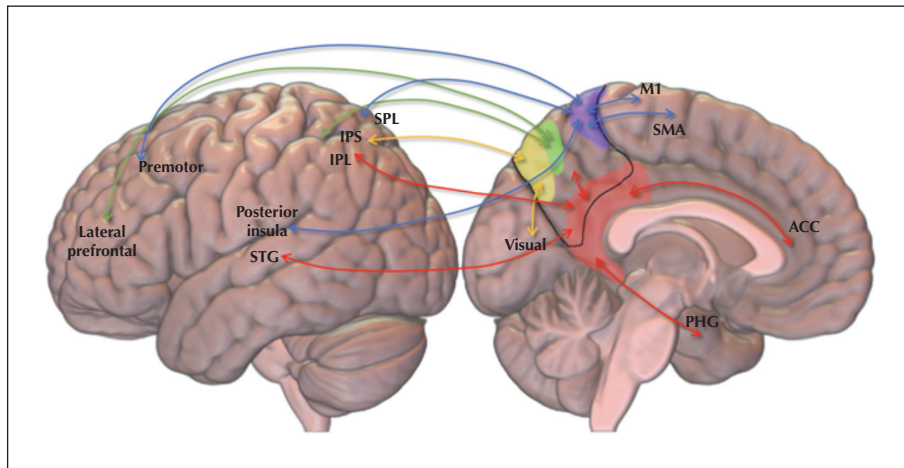 SPL
IPS
IPL
Premotor
Posterior
insula
Lateral
prefrontal
STG
M1
SMA
Visual
ACC
PHG